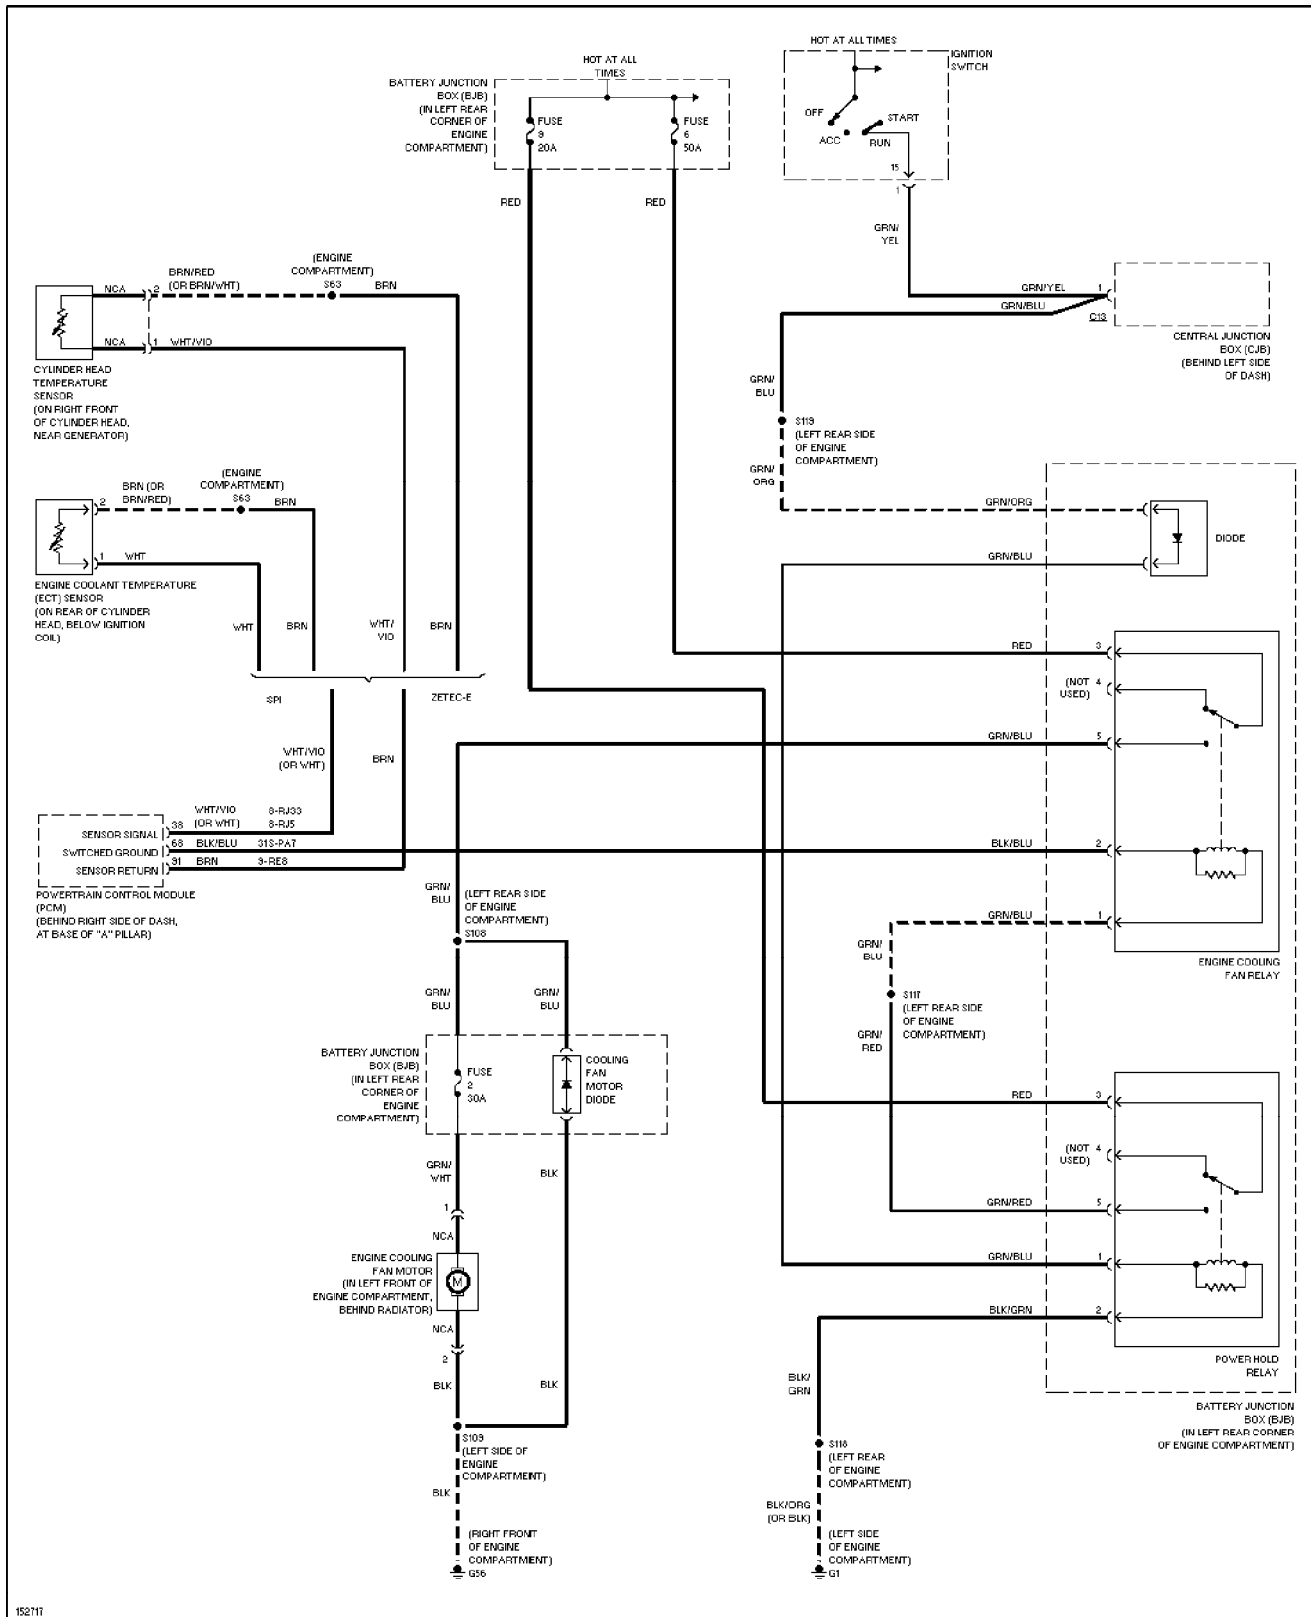 HOT AT ALL TIMES
IGNITION
SWITCH
OFF
START
ACC
RUN
15
1
GRN/
YEL
HOT AT ALL
TIMES
BATTERY JUNCTION
BOX (BJB)
(IN LEFT REAR
CORNER OF
ENGINE
COMPARTMENT)
FUSE
9
20A
FUSE
6
50A
RED
RED
GRN/YEL 1
GRN/BLU
C13
CENTRAL JUNCTION
BOX (CJB)
(BEHIND LEFT SIDE
OF DASH)
(ENGINE
COMPARTMENT)
S63
BRN/RED
(OR BRN/WHT)
NCA 2
BRN
NCA 1 WHT/VIO
CYLINDER HEAD
TEMPERATURE
SENSOR
(ON RIGHT FRONT
OF CYLINDER HEAD,
NEAR GENERATOR)
GRN/
BLU
S119
(LEFT REAR SIDE
OF ENGINE
COMPARTMENT)
GRN/
ORG
GRN/ORG
DIODE
GRN/BLU
(ENGINE
COMPARTMENT)
S63
BRN (OR
BRN/RED)
2
BRN
1 WHT
ENGINE COOLANT TEMPERATURE
(ECT) SENSOR
(ON REAR OF CYLINDER
HEAD, BELOW IGNITION
COIL)
WHT
BRN
WHT/
VIO
BRN
SPI
ZETEC-E
WHT/VIO
(OR WHT)
BRN
RED 3
(NOT 4
USED)
GRN/BLU 5
BLK/BLU 2
GRN/BLU 1
ENGINE COOLING
FAN RELAY
SENSOR SIGNAL
SWITCHED GROUND
SENSOR RETURN
38 WHT/VIO
(OR WHT)
8-RJ33
8-RJ5
68 BLK/BLU 31S-PA7
91 BRN 9-RE8
POWERTRAIN CONTROL MODULE
(PCM)
(BEHIND RIGHT SIDE OF DASH,
AT BASE OF "A" PILLAR)
GRN/
BLU
(LEFT REAR SIDE
OF ENGINE
COMPARTMENT)
S108
GRN/
BLU
GRN/
BLU
GRN/
BLU
S117
(LEFT REAR SIDE
OF ENGINE
COMPARTMENT)
GRN/
RED
BATTERY JUNCTION
BOX (BJB)
(IN LEFT REAR
CORNER OF
ENGINE
COMPARTMENT)
FUSE
2
30A
COOLING
FAN
MOTOR
DIODE
GRN/
WHT
BLK
1
NCA
ENGINE COOLING
FAN MOTOR
(IN LEFT FRONT OF
ENGINE COMPARTMENT,
BEHIND RADIATOR)
M
NCA
2
BLK
BLK
S109
(LEFT SIDE OF
ENGINE
COMPARTMENT)
BLK
(RIGHT FRONT
OF ENGINE
COMPARTMENT)
G56
RED 3
(NOT 4
USED)
GRN/RED 5
GRN/BLU 1
BLK/GRN 2
POWER HOLD
RELAY
BATTERY JUNCTION
BOX (BJB)
(IN LEFT REAR CORNER
OF ENGINE COMPARTMENT)
BLK/
GRN
S118
(LEFT REAR
OF ENGINE
COMPARTMENT)
BLK/ORG
(OR BLK)
(LEFT SIDE
OF ENGINE
COMPARTMENT)
G1
152717